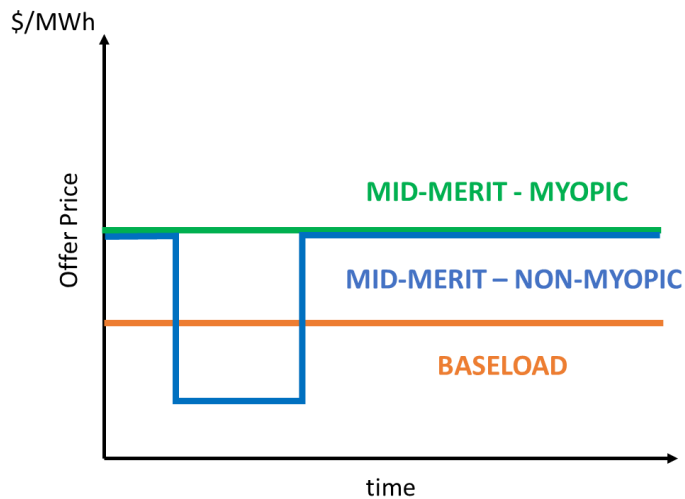 $/MWh
Offer Price
MID-MERIT - MYOPIC
MID-MERIT – NON-MYOPIC
BASELOAD
time